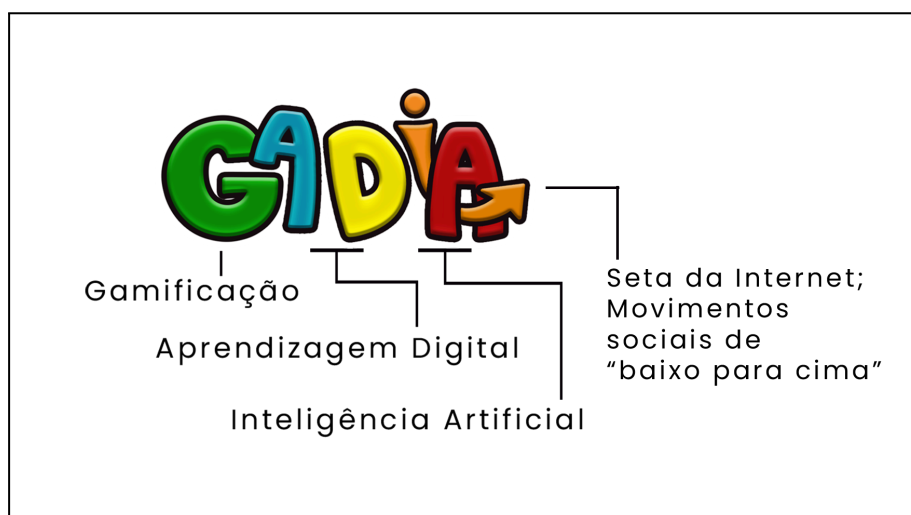 GADiA
Gamificação
Aprendizagem Digital
Inteligência Artificial
Seta da Internet;
Movimentos
sociais de
“baixo para cima”